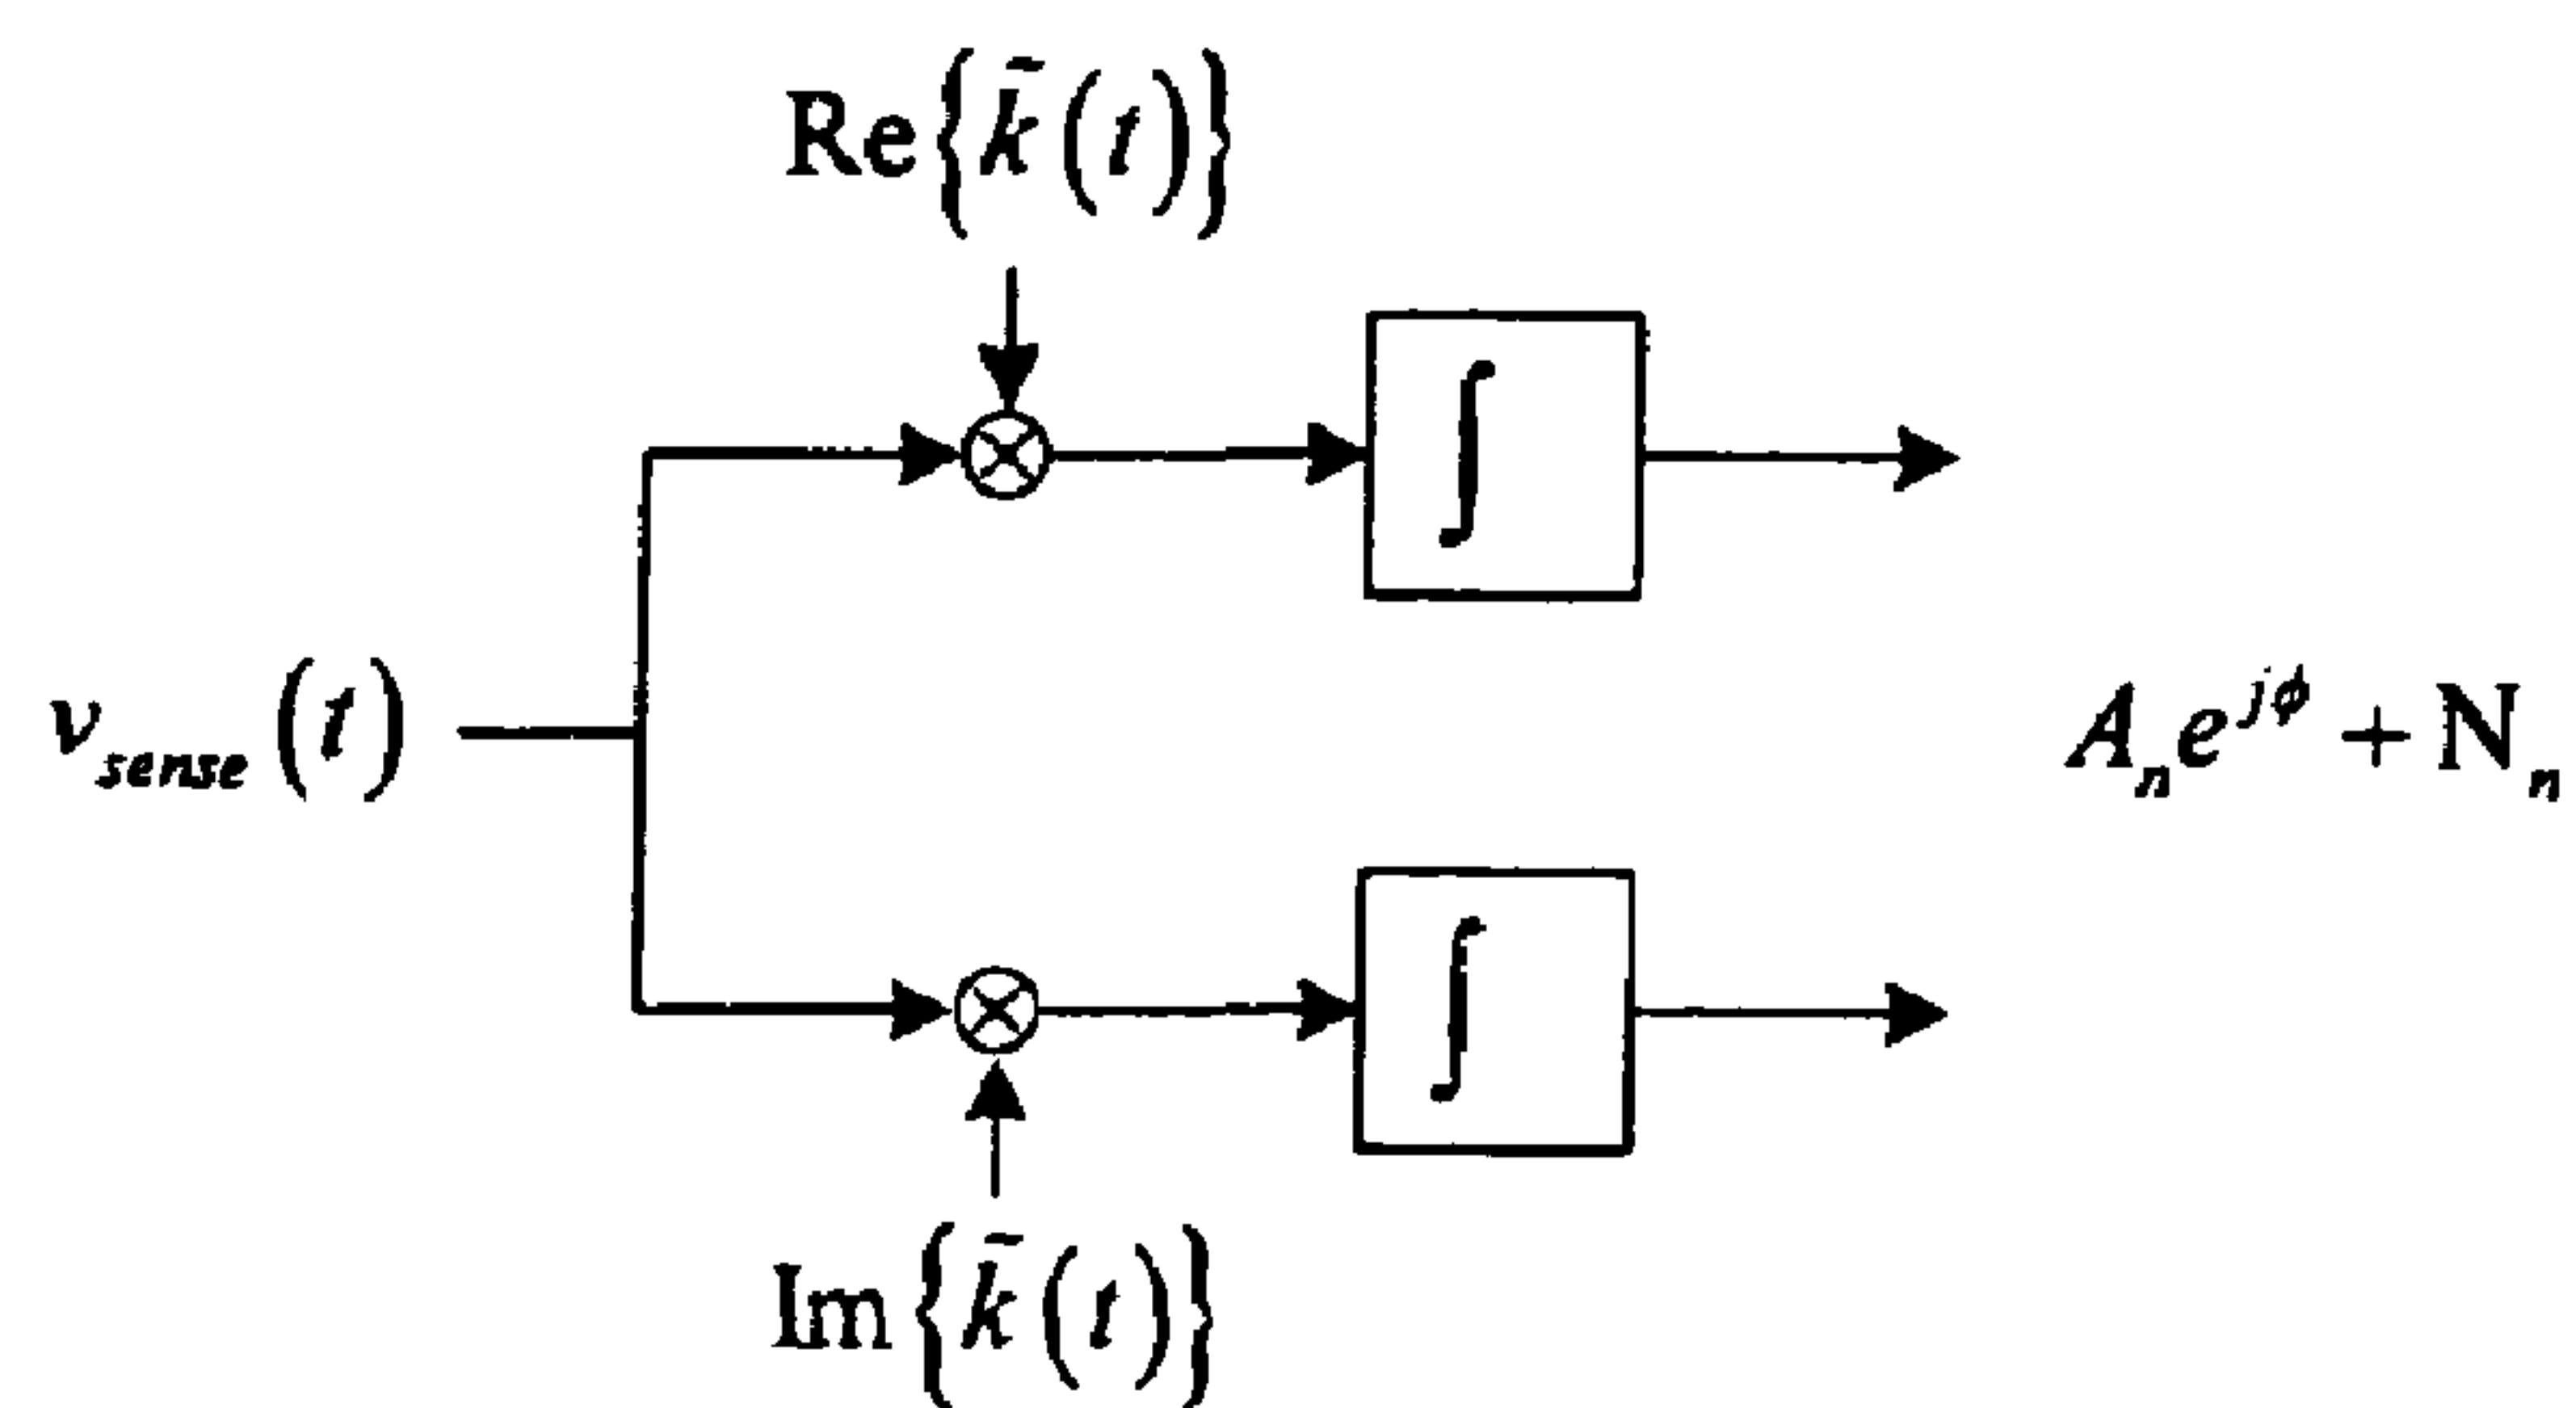 Re{k̃(t)}
∫
v_sense(t)
A_n e^{jϕ} + N_n
∫
Im{k̃(t)}